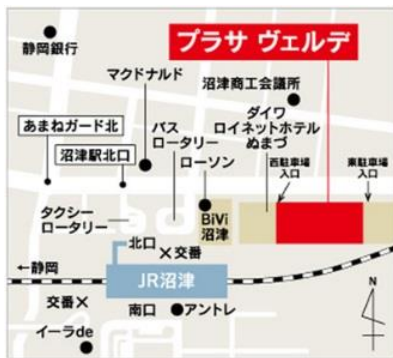 プラサ ヴェルデ
静岡銀行
マクドナルド
沼津商工会議所
あまねガード北
バス
ロータリー
ダイワ
ロイネットホテル
ぬまづ
沼津駅北口
ローソン
西駐車場
入口
東駐車場
入口
タクシー
ロータリー
BiVi
沼津
北口
交番
←静岡
JR沼津
N
交番
南口
アントレ
イーラde